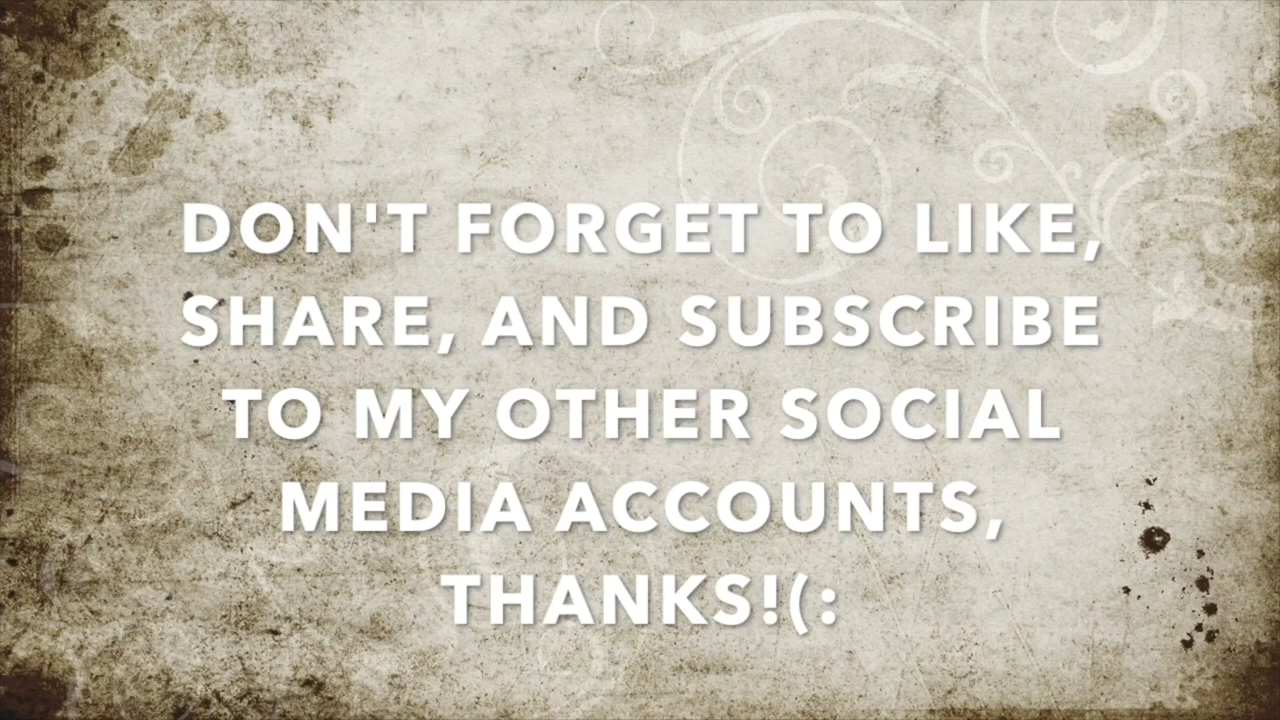 DON'T FORGET TO LIKE,
SHARE, AND SUBSCRIBE
TO MY OTHER SOCIAL
MEDIA ACCOUNTS,
THANKS!(: